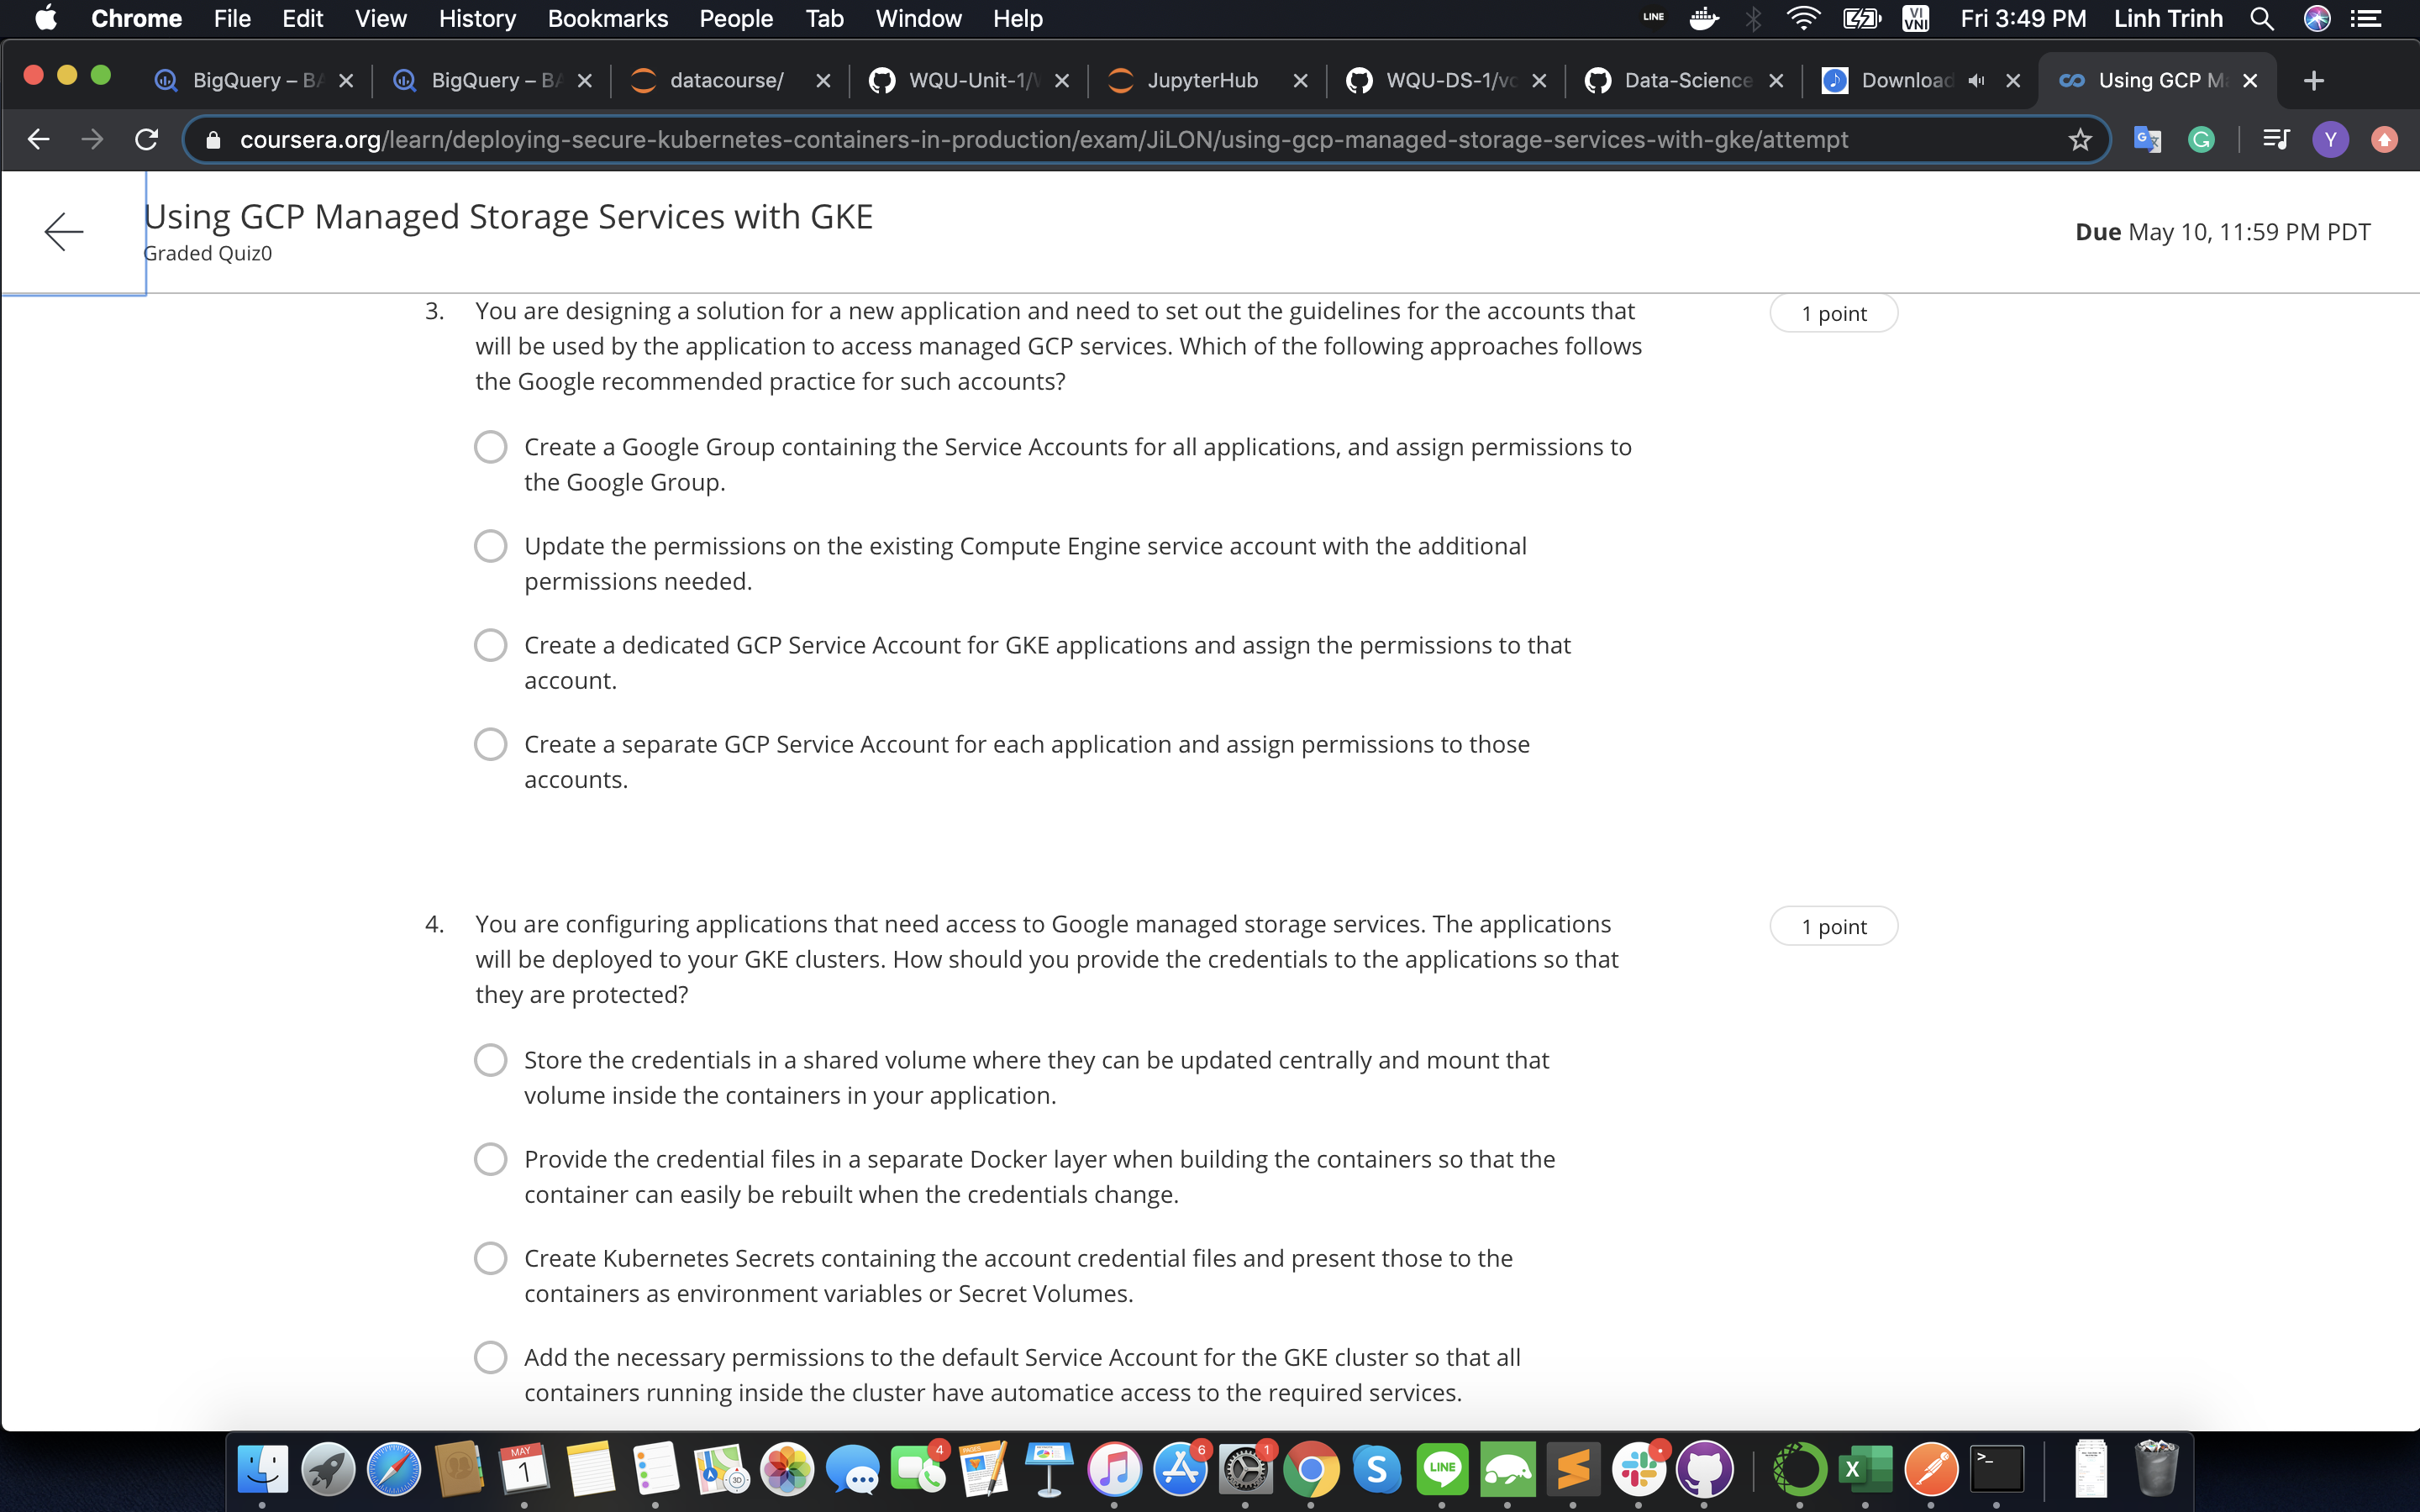 Chrome File Edit View History Bookmarks People Tab Window Help LINE VI VNI Fri 3:49 PM Linh Trinh
BigQuery – BA BigQuery – BA datacourse/ WQU-Unit-1/ JupyterHub WQU-DS-1/vo Data-Science Download Using GCP Ma
coursera.org/learn/deploying-secure-kubernetes-containers-in-production/exam/JiLON/using-gcp-managed-storage-services-with-gke/attempt G G Y
Using GCP Managed Storage Services with GKE
Graded Quiz0
Due May 10, 11:59 PM PDT
3. You are designing a solution for a new application and need to set out the guidelines for the accounts that
will be used by the application to access managed GCP services. Which of the following approaches follows
the Google recommended practice for such accounts?
1 point
Create a Google Group containing the Service Accounts for all applications, and assign permissions to
the Google Group.
Update the permissions on the existing Compute Engine service account with the additional
permissions needed.
Create a dedicated GCP Service Account for GKE applications and assign the permissions to that
account.
Create a separate GCP Service Account for each application and assign permissions to those
accounts.
4. You are configuring applications that need access to Google managed storage services. The applications
will be deployed to your GKE clusters. How should you provide the credentials to the applications so that
they are protected?
1 point
Store the credentials in a shared volume where they can be updated centrally and mount that
volume inside the containers in your application.
Provide the credential files in a separate Docker layer when building the containers so that the
container can easily be rebuilt when the credentials change.
Create Kubernetes Secrets containing the account credential files and present those to the
containers as environment variables or Secret Volumes.
Add the necessary permissions to the default Service Account for the GKE cluster so that all
containers running inside the cluster have automatice access to the required services.
MAY 1 3D 4 PAGES 6 1 S LINE X >_